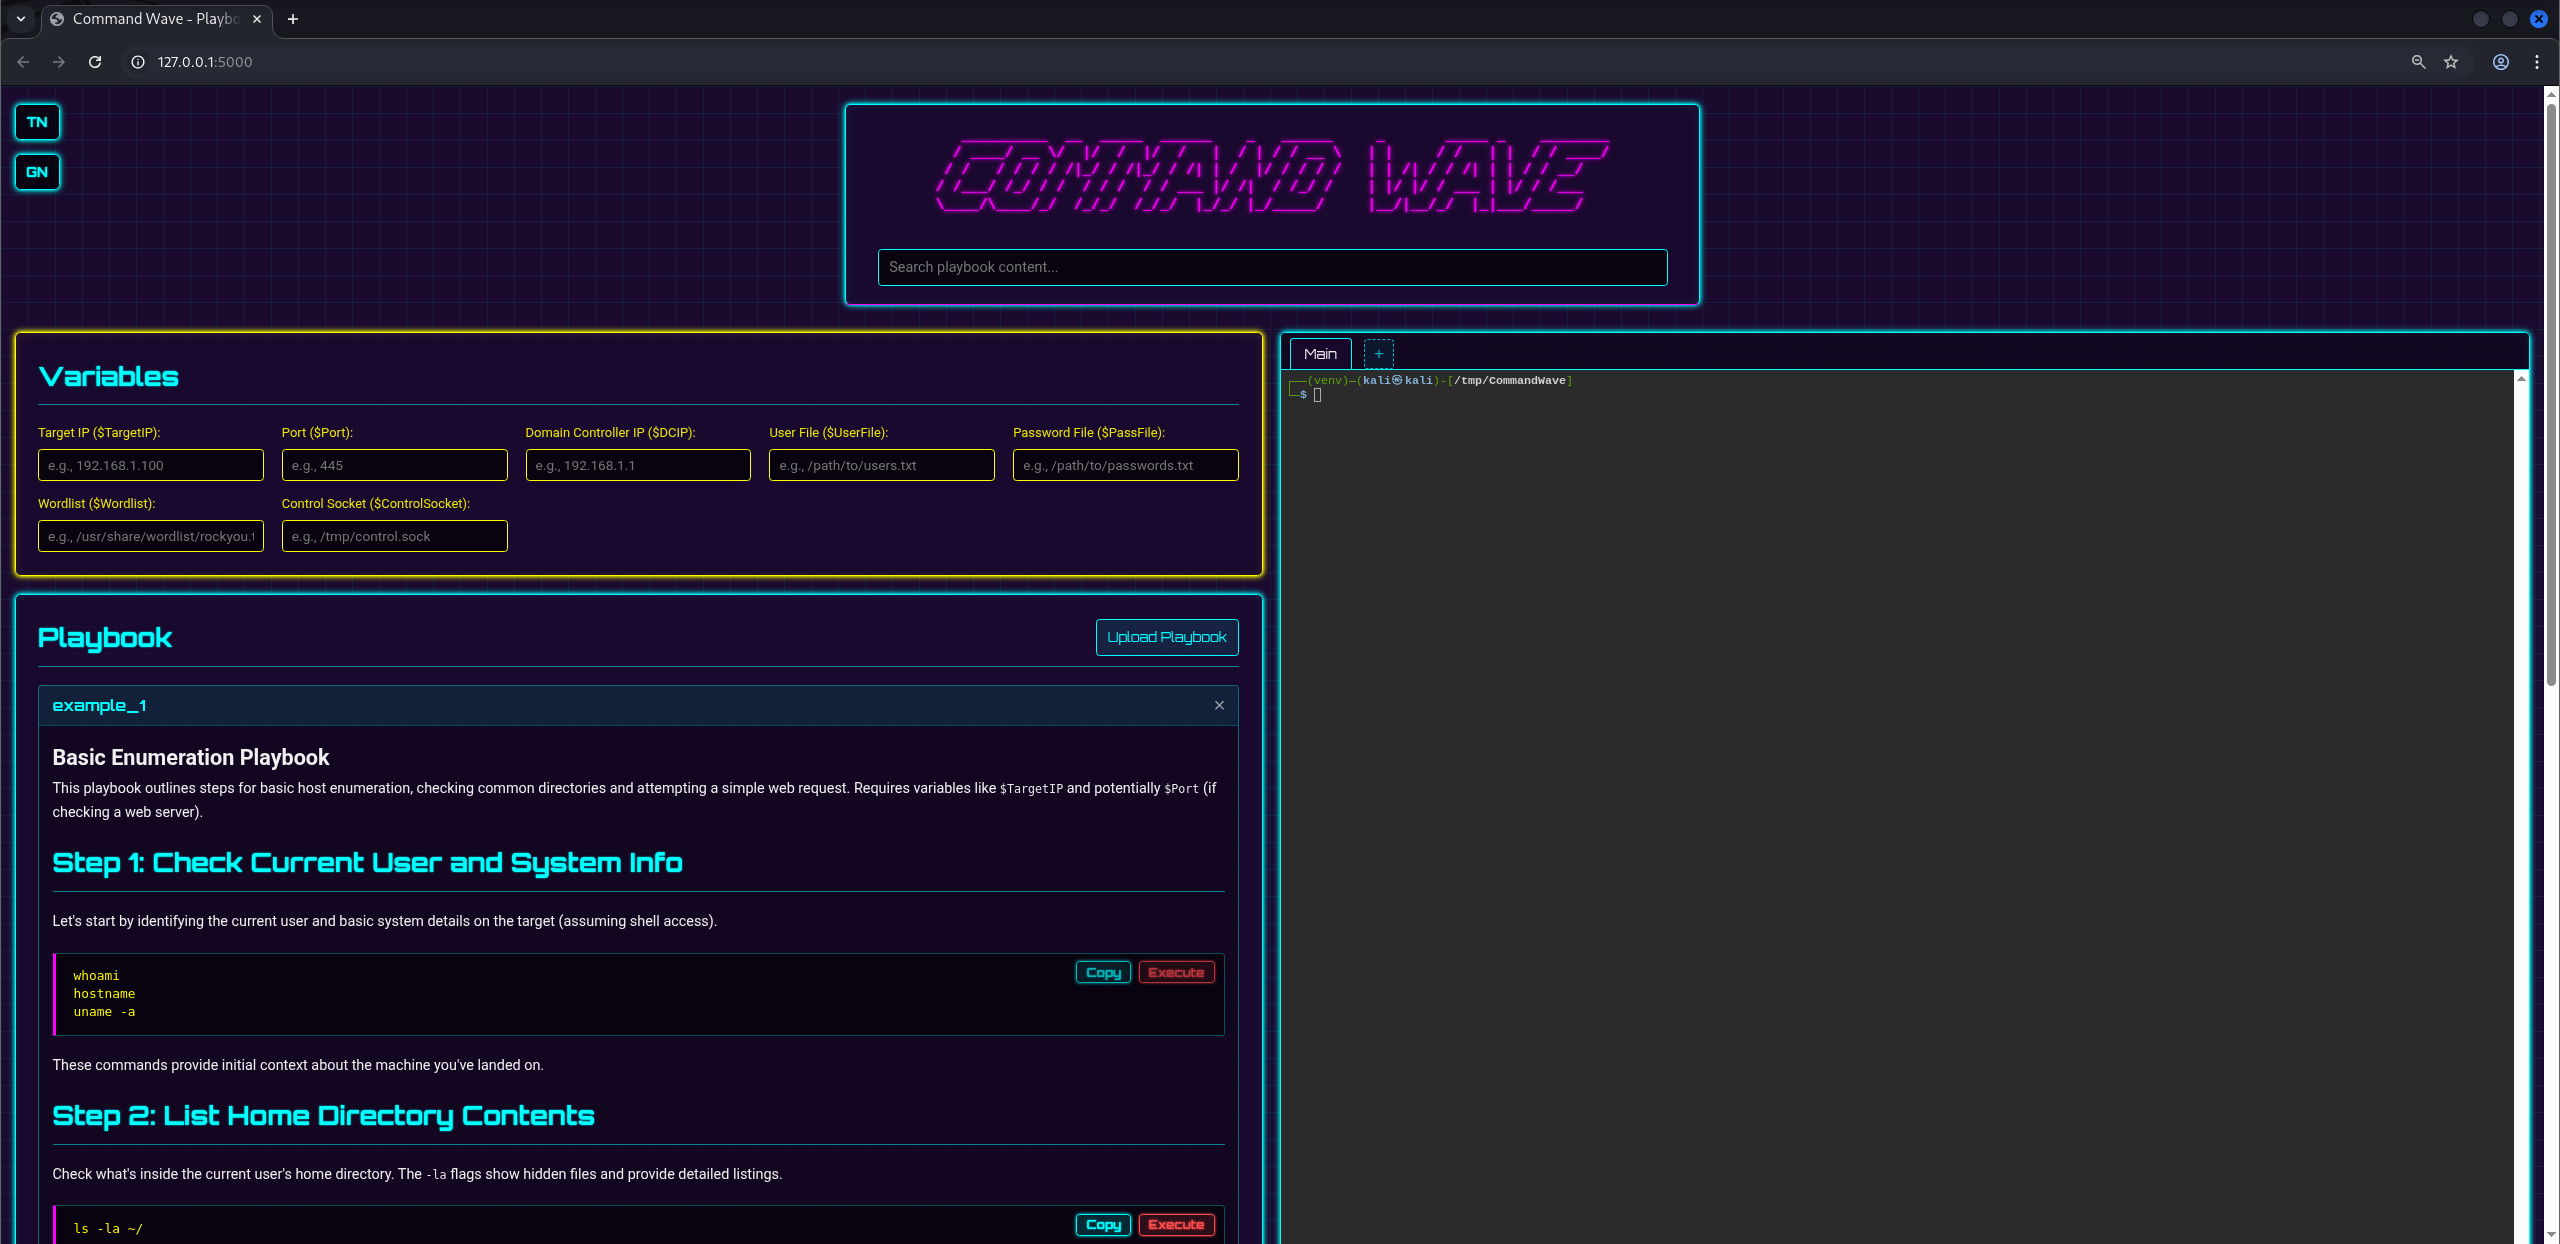 Command Wave - Playbo
127.0.0.1:5000
TN
GN
COMMAND WAVE
Search playbook content...
Variables
Target IP ($TargetIP):
Port ($Port):
Domain Controller IP ($DCIP):
User File ($UserFile):
Password File ($PassFile):
e.g., 192.168.1.100
e.g., 445
e.g., 192.168.1.1
e.g., /path/to/users.txt
e.g., /path/to/passwords.txt
Wordlist ($Wordlist):
Control Socket ($ControlSocket):
e.g., /usr/share/wordlist/rockyou.t
e.g., /tmp/control.sock
Playbook
Upload Playbook
example_1
Basic Enumeration Playbook
This playbook outlines steps for basic host enumeration, checking common directories and attempting a simple web request. Requires variables like $TargetIP and potentially $Port (if
checking a web server).
Step 1: Check Current User and System Info
Let's start by identifying the current user and basic system details on the target (assuming shell access).
Copy
Execute
whoami
hostname
uname -a
These commands provide initial context about the machine you've landed on.
Step 2: List Home Directory Contents
Check what's inside the current user's home directory. The -la flags show hidden files and provide detailed listings.
Copy
Execute
ls -la ~/
Main
+
┌──(venv)─(kali㉿kali)-[/tmp/CommandWave]
└─$